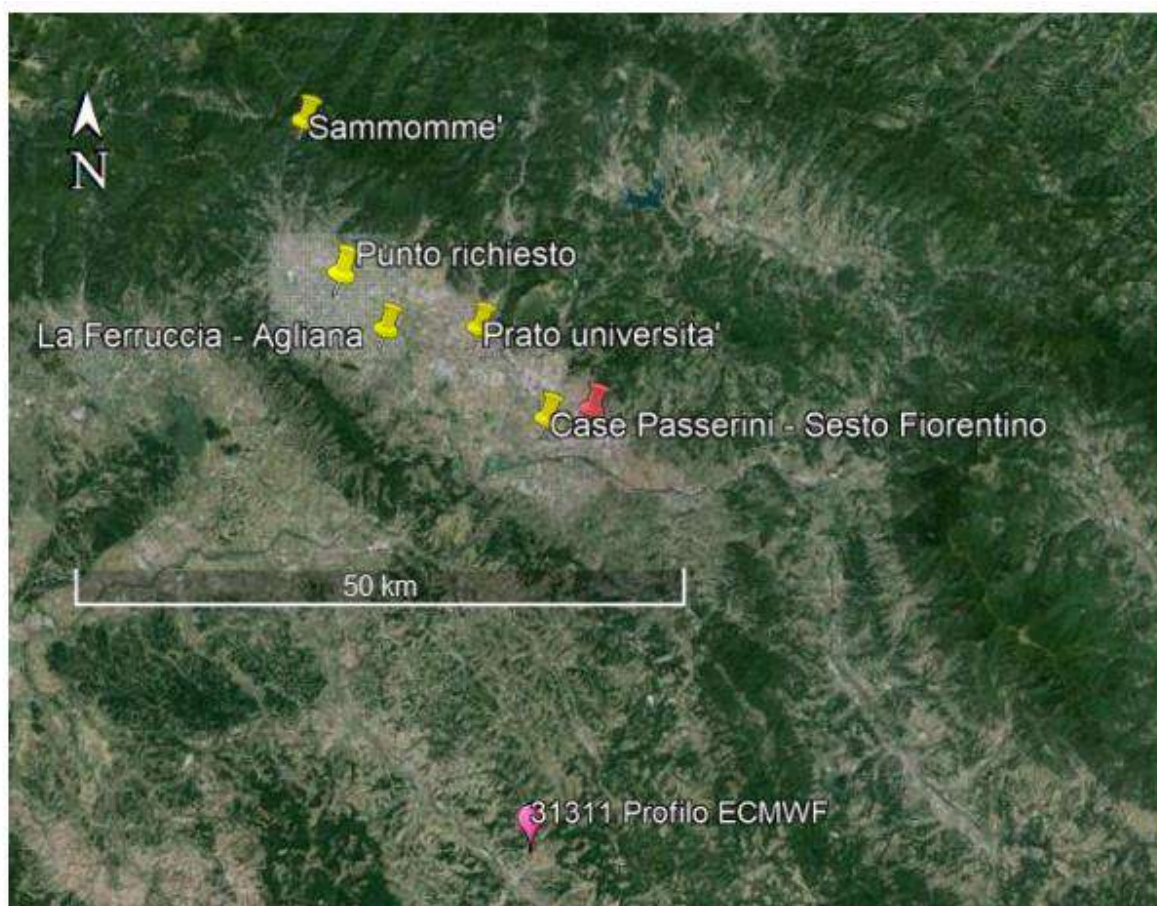 Sammomme'
N
Punto richiesto
La Ferruccia - Agliana
Prato universita'
Case Passerini - Sesto Fiorentino
50 km
31311 Profilo ECMWF